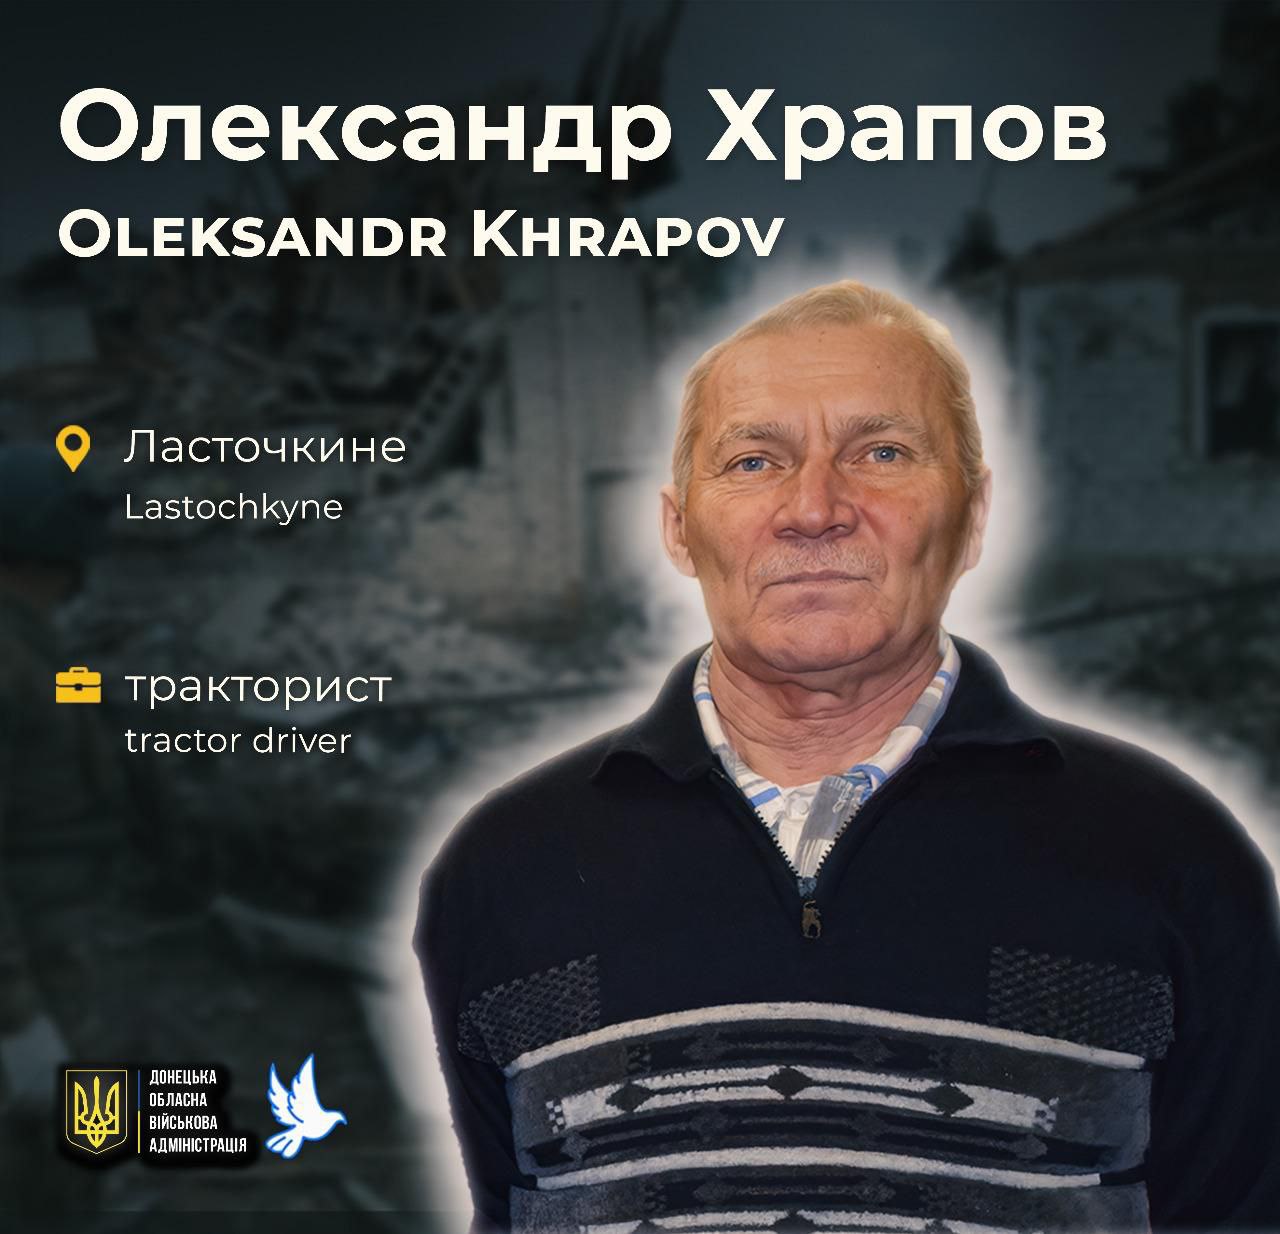 Олександр Храпов
Oleksandr Khrapov
Ласточкине
Lastochkyne
тракторист
tractor driver
ДОНЕЦЬКА
ОБЛАСНА
ВІЙСЬКОВА
АДМІНІСТРАЦІЯ